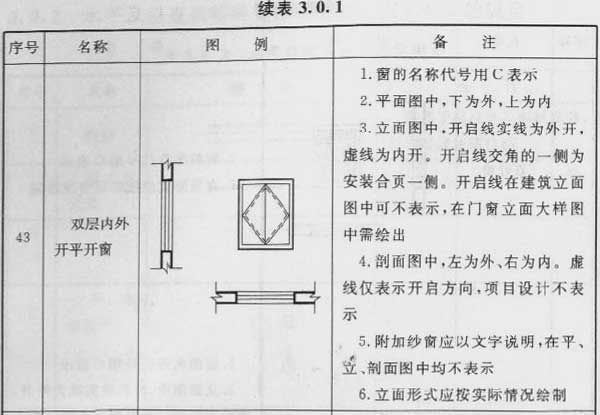 续表 3.0.1
序号 名称 图 例 备 注
43
双层内外
开平开窗
1.窗的名称代号用C表示
2.平面图中，下为外，上为内
3.立面图中，开启线实线为外开，
虚线为内开。开启线交角的一侧为
安装合页一侧。开启线在建筑立面
图中可不表示，在门窗立面大样图
中需绘出
4.剖面图中，左为外、右为内。虚
线仅表示开启方向，项目设计不表
示
5.附加纱窗应以文字说明，在平、
立、剖面图中均不表示
6.立面形式应按实际情况绘制